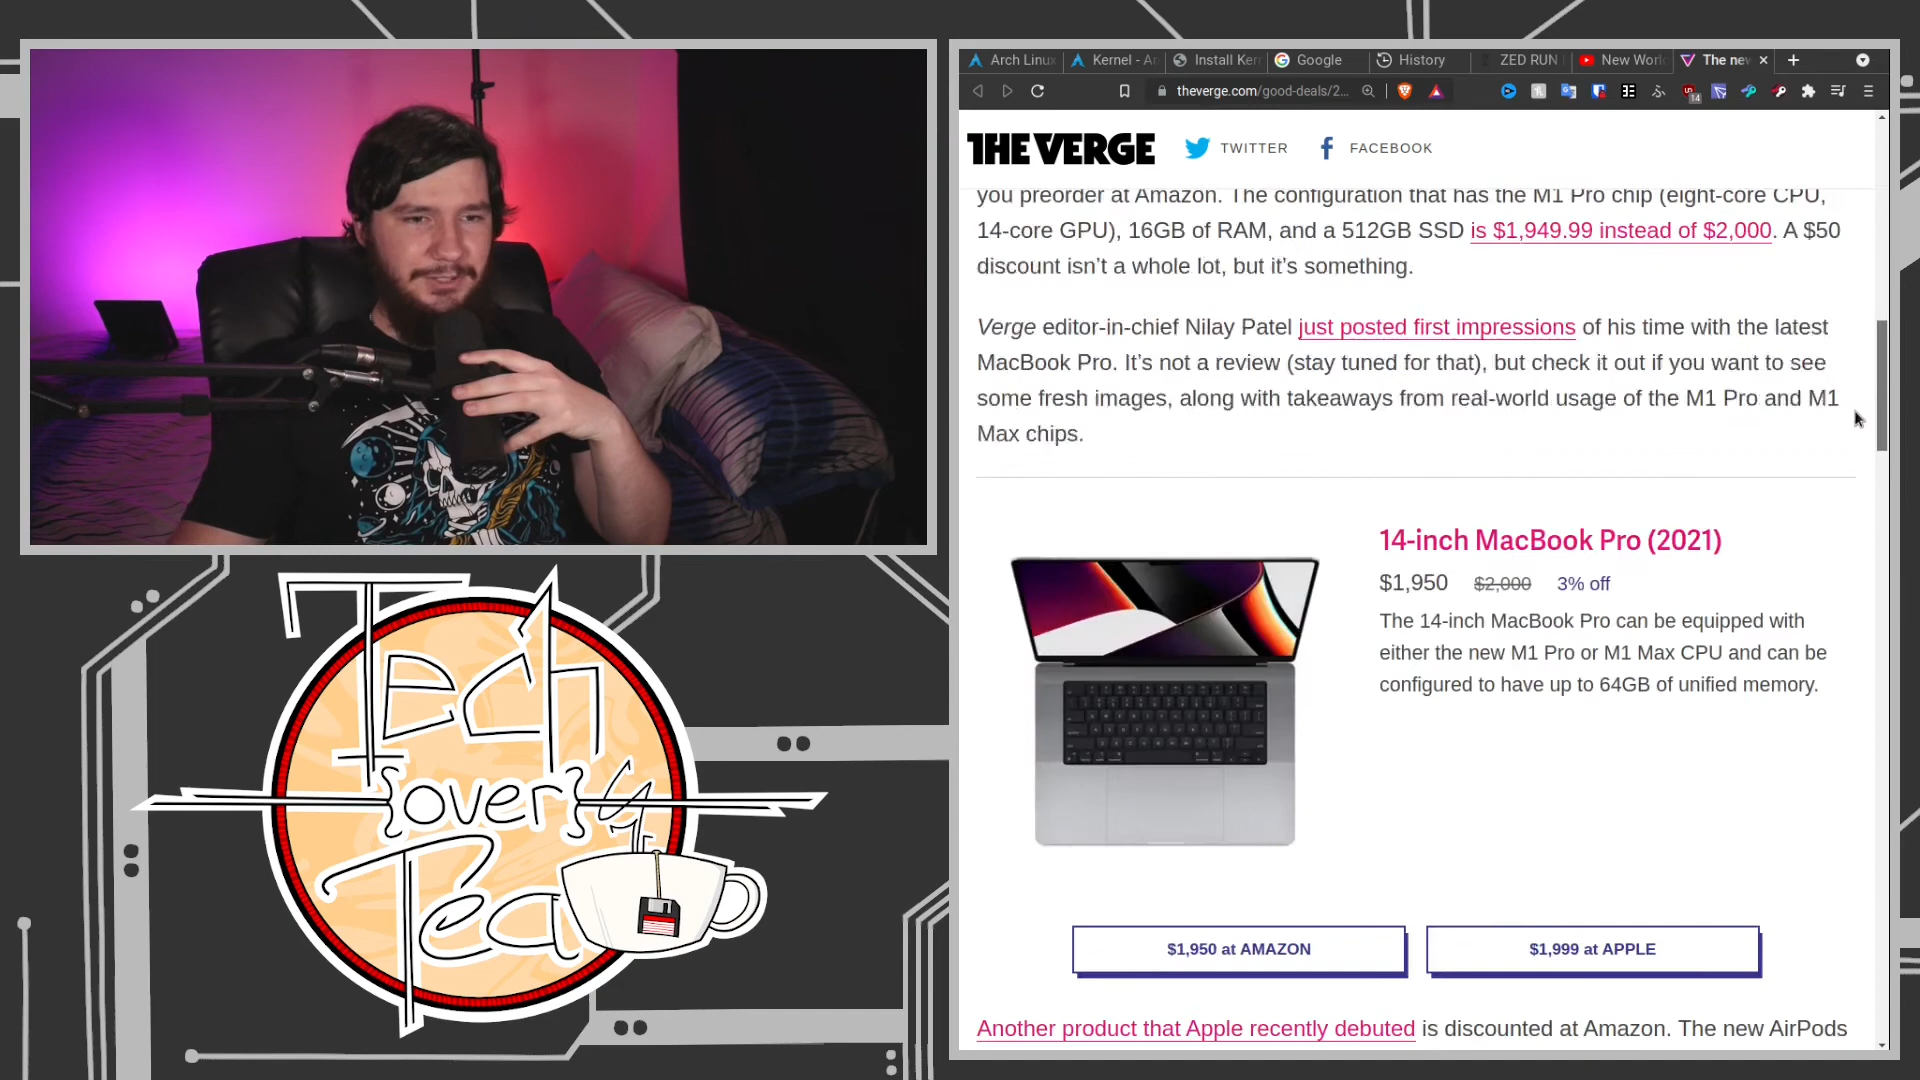 Arch Linux
Kernel - Ar
Install Ker
Google
History
ZED RUN
New World
The new
theverge.com/good-deals/2...
14
THE VERGE
TWITTER
FACEBOOK
you preorder at Amazon. The configuration that has the M1 Pro chip (eight-core CPU,
14-core GPU), 16GB of RAM, and a 512GB SSD is $1,949.99 instead of $2,000. A $50
discount isn’t a whole lot, but it’s something.
Verge editor-in-chief Nilay Patel just posted first impressions of his time with the latest
MacBook Pro. It’s not a review (stay tuned for that), but check it out if you want to see
some fresh images, along with takeaways from real-world usage of the M1 Pro and M1
Max chips.
14-inch MacBook Pro (2021)
$1,950 $2,000 3% off
The 14-inch MacBook Pro can be equipped with
either the new M1 Pro or M1 Max CPU and can be
configured to have up to 64GB of unified memory.
$1,950 at AMAZON
$1,999 at APPLE
Another product that Apple recently debuted is discounted at Amazon. The new AirPods
Tech
{over}
Tea